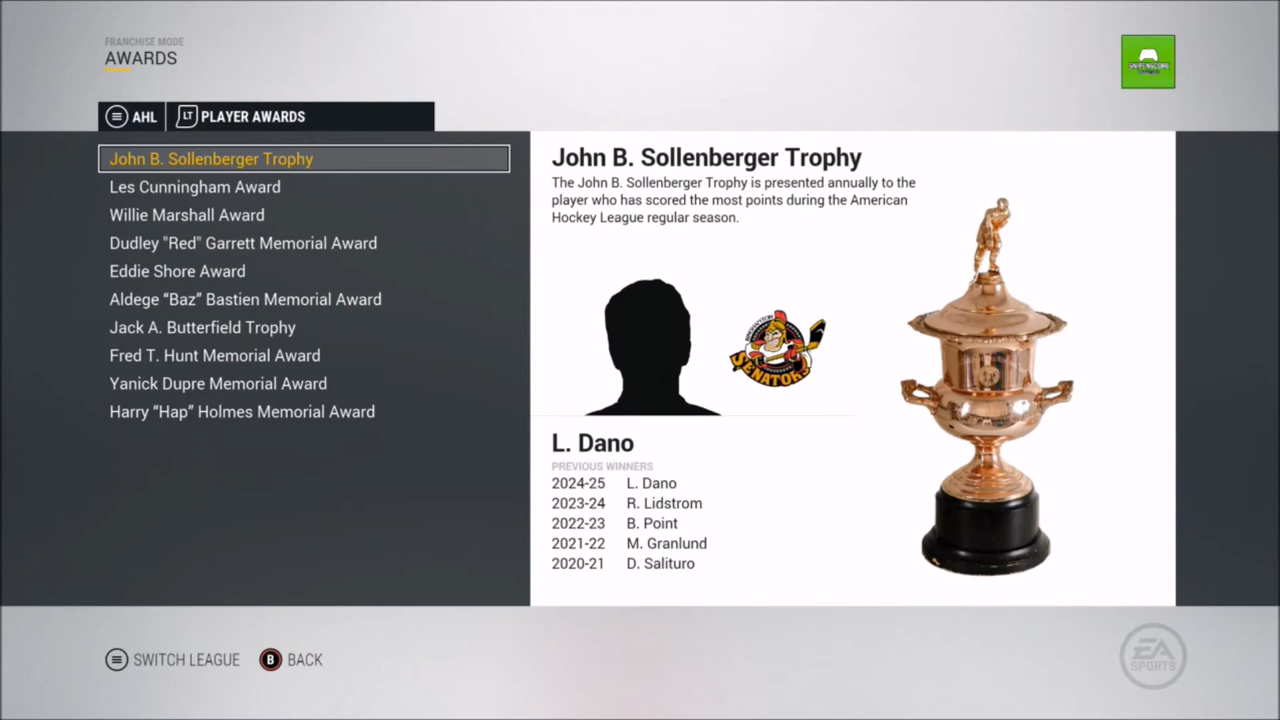 FRANCHISE MODE
AWARDS
AHL
LT PLAYER AWARDS
John B. Sollenberger Trophy
Les Cunningham Award
Willie Marshall Award
Dudley "Red" Garrett Memorial Award
Eddie Shore Award
Aldege “Baz” Bastien Memorial Award
Jack A. Butterfield Trophy
Fred T. Hunt Memorial Award
Yanick Dupre Memorial Award
Harry “Hap” Holmes Memorial Award
John B. Sollenberger Trophy
The John B. Sollenberger Trophy is presented annually to the
player who has scored the most points during the American
Hockey League regular season.
BINGHAMTON
SENATORS
L. Dano
PREVIOUS WINNERS
2024-25 L. Dano
2023-24 R. Lidstrom
2022-23 B. Point
2021-22 M. Granlund
2020-21 D. Salituro
SWITCH LEAGUE
B BACK
EA
SPORTS